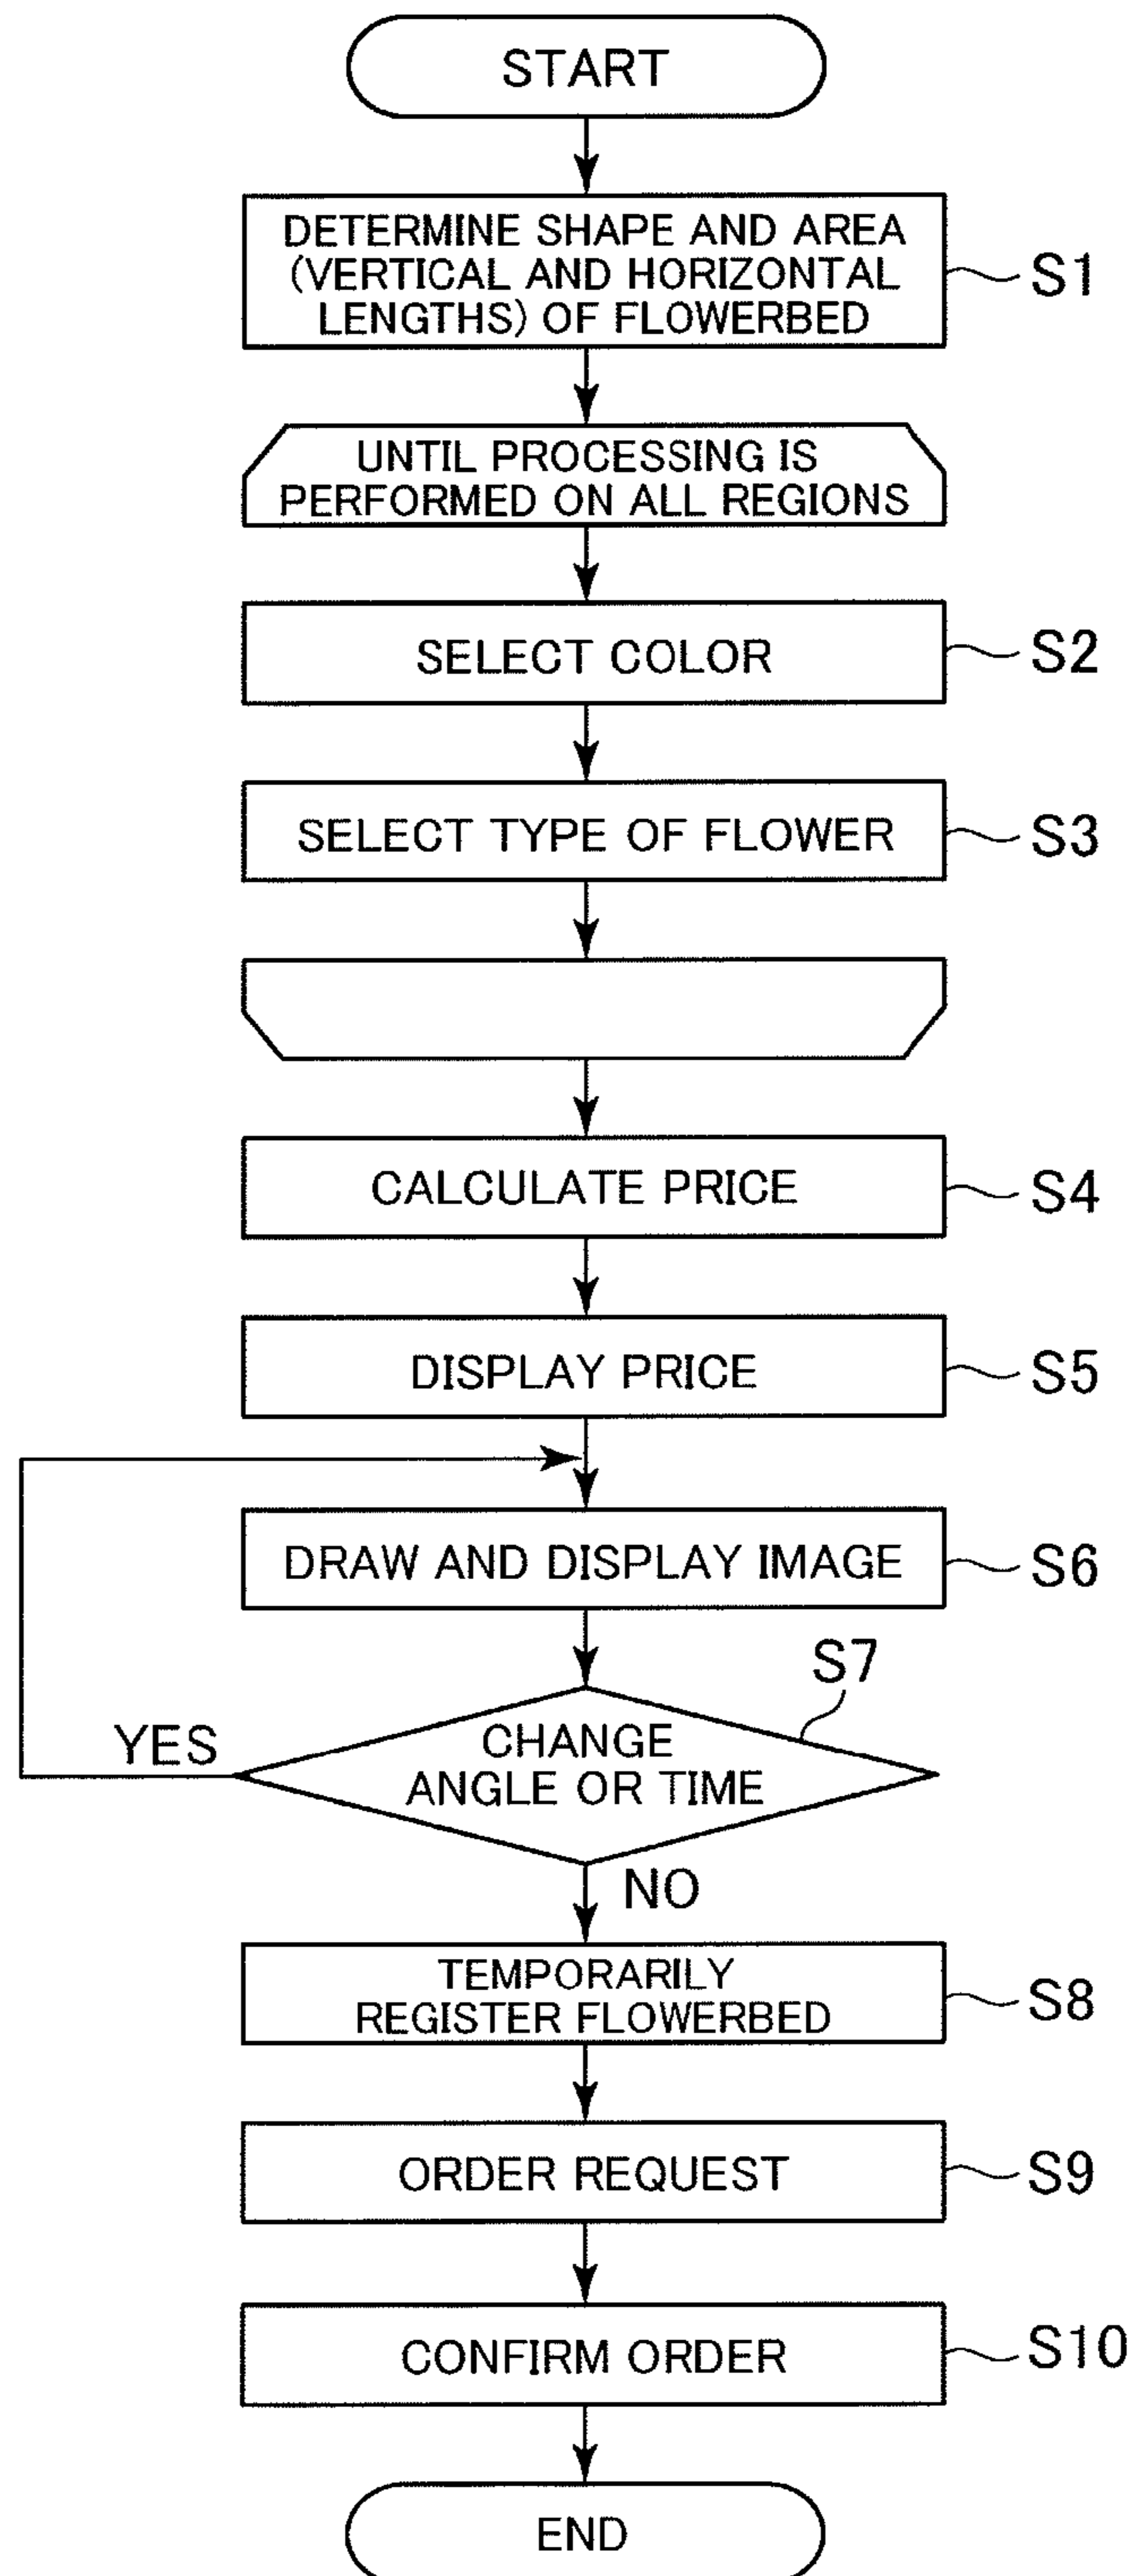 START
DETERMINE SHAPE AND AREA
(VERTICAL AND HORIZONTAL
LENGTHS) OF FLOWERBED
S1
UNTIL PROCESSING IS
PERFORMED ON ALL REGIONS
SELECT COLOR
S2
SELECT TYPE OF FLOWER
S3
CALCULATE PRICE
S4
DISPLAY PRICE
S5
DRAW AND DISPLAY IMAGE
S6
S7
YES
CHANGE
ANGLE OR TIME
NO
TEMPORARILY
REGISTER FLOWERBED
S8
ORDER REQUEST
S9
CONFIRM ORDER
S10
END